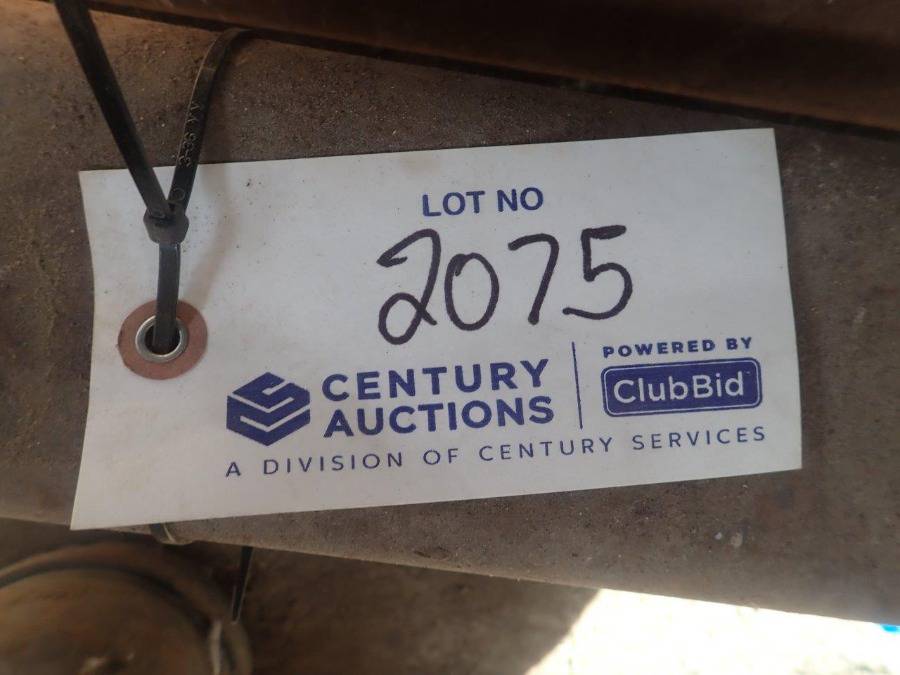 LOT NO
2075
CENTURY
AUCTIONS
POWERED BY
ClubBid
A DIVISION OF CENTURY SERVICES